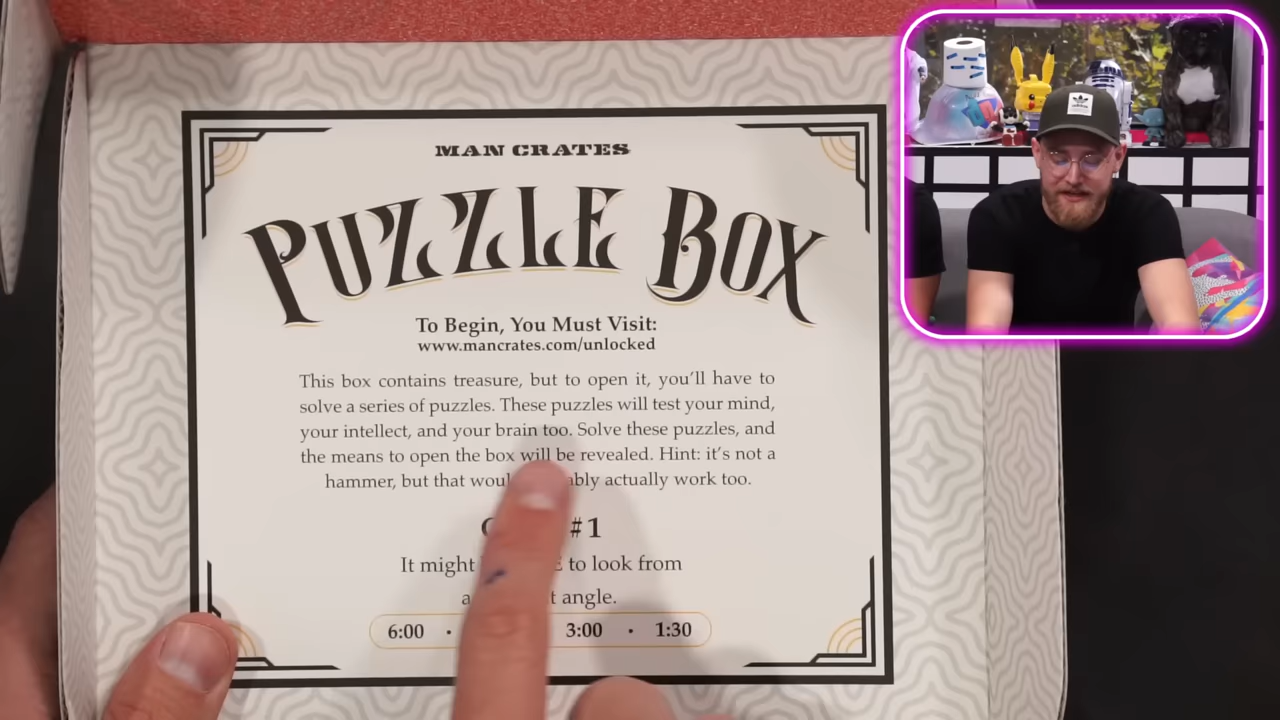 MAN CRATES
PUZZLE BOX
To Begin, You Must Visit:
www.mancrates.com/unlocked
This box contains treasure, but to open it, you'll have to
solve a series of puzzles. These puzzles will test your mind,
your intellect, and your brain too. Solve these puzzles, and
the means to open the box will be revealed. Hint: it's not a
hammer, but that actually work too.
#1
It might to look from
angle.
6:00 · 3:00 · 1:30